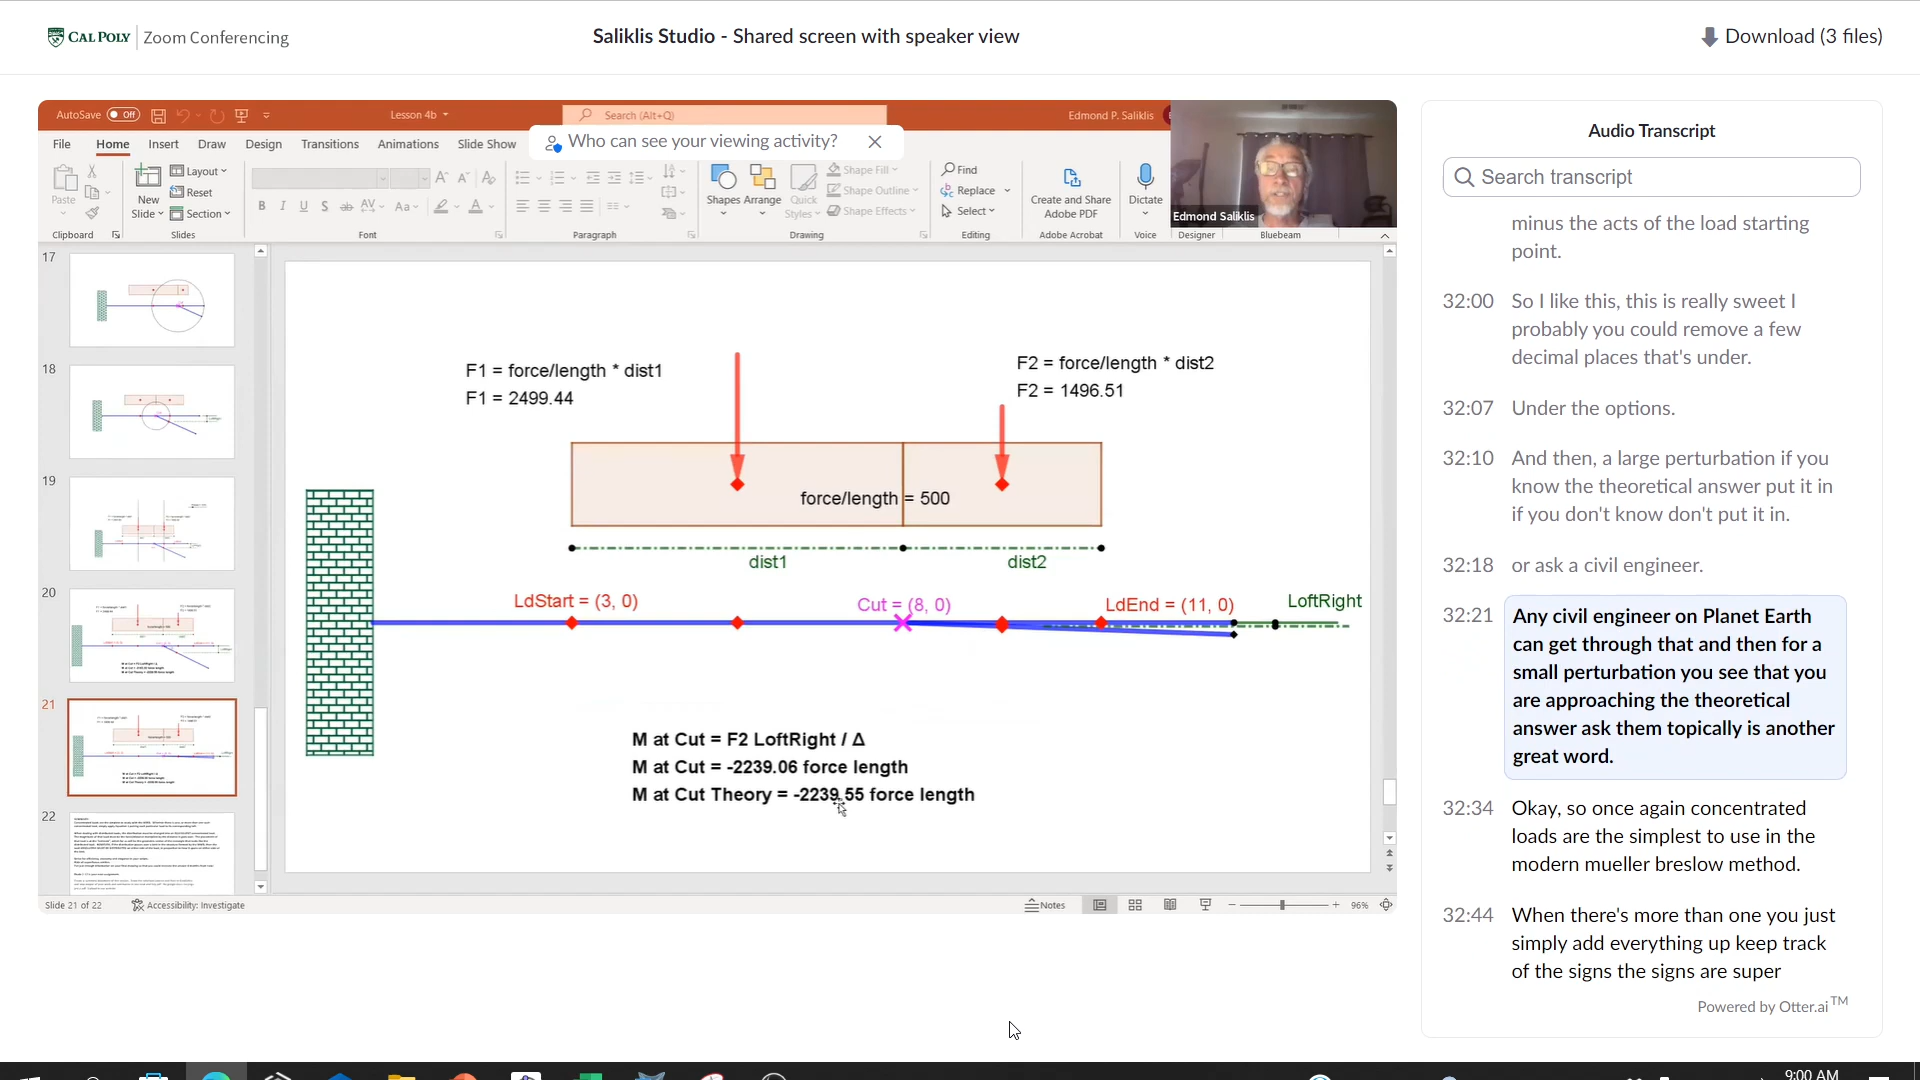 CAL POLY Zoom Conferencing
Saliklis Studio - Shared screen with speaker view
Download (3 files)
AutoSave Off
Lesson 4b
Search (Alt+Q)
Edmond P. Saliklis
File Home Insert Draw Design Transitions Animations Slide Show
Who can see your viewing activity?
Paste
New
Slide
Layout
Reset
Section
B I U S ab AV Aa A
Shapes Arrange Quick
Styles
Shape Fill
Shape Outline
Shape Effects
Find
Replace
Select
Create and Share
Adobe PDF
Dictate
Edmond Saliklis
Clipboard
Slides
Font
Paragraph
Drawing
Editing
Adobe Acrobat
Voice
Designer
Bluebeam
17
18
19
20
21
22
F1 = force/length * dist1
F1 = 2499.44
F2 = force/length * dist2
F2 = 1496.51
force/length = 500
dist1
dist2
LdStart = (3, 0)
Cut = (8, 0)
LdEnd = (11, 0)
LoftRight
M at Cut = F2 LoftRight / Δ
M at Cut = -2239.06 force length
M at Cut Theory = -2239.55 force length
Slide 21 of 22
Accessibility: Investigate
Notes
96%
Audio Transcript
Search transcript
minus the acts of the load starting
point.
32:00 So I like this, this is really sweet I
probably you could remove a few
decimal places that's under.
32:07 Under the options.
32:10 And then, a large perturbation if you
know the theoretical answer put it in
if you don't know don't put it in.
32:18 or ask a civil engineer.
32:21 Any civil engineer on Planet Earth
can get through that and then for a
small perturbation you see that you
are approaching the theoretical
answer ask them topically is another
great word.
32:34 Okay, so once again concentrated
loads are the simplest to use in the
modern mueller breslow method.
32:44 When there's more than one you just
simply add everything up keep track
of the signs the signs are super
Powered by Otter.ai TM
9:00 AM